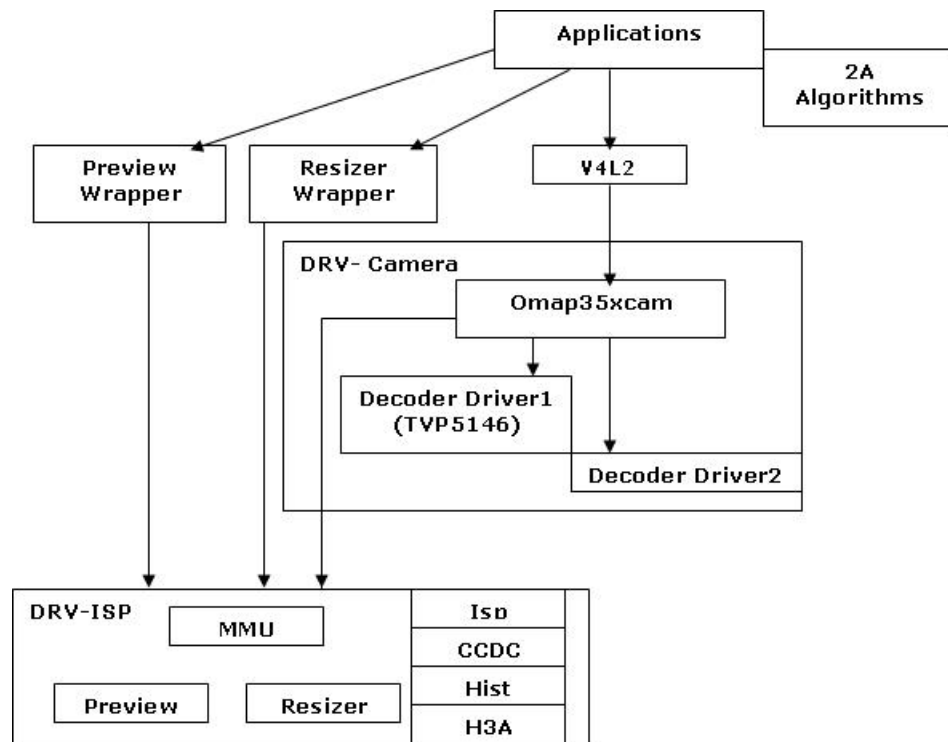 Applications
2A
Algorithms
Preview
Wrapper
Resizer
Wrapper
V4L2
DRV- Camera
Omap35xcam
Decoder Driver1
(TVP5146)
Decoder Driver2
DRV-ISP
MMU
Preview
Resizer
Isp
CCDC
Hist
H3A